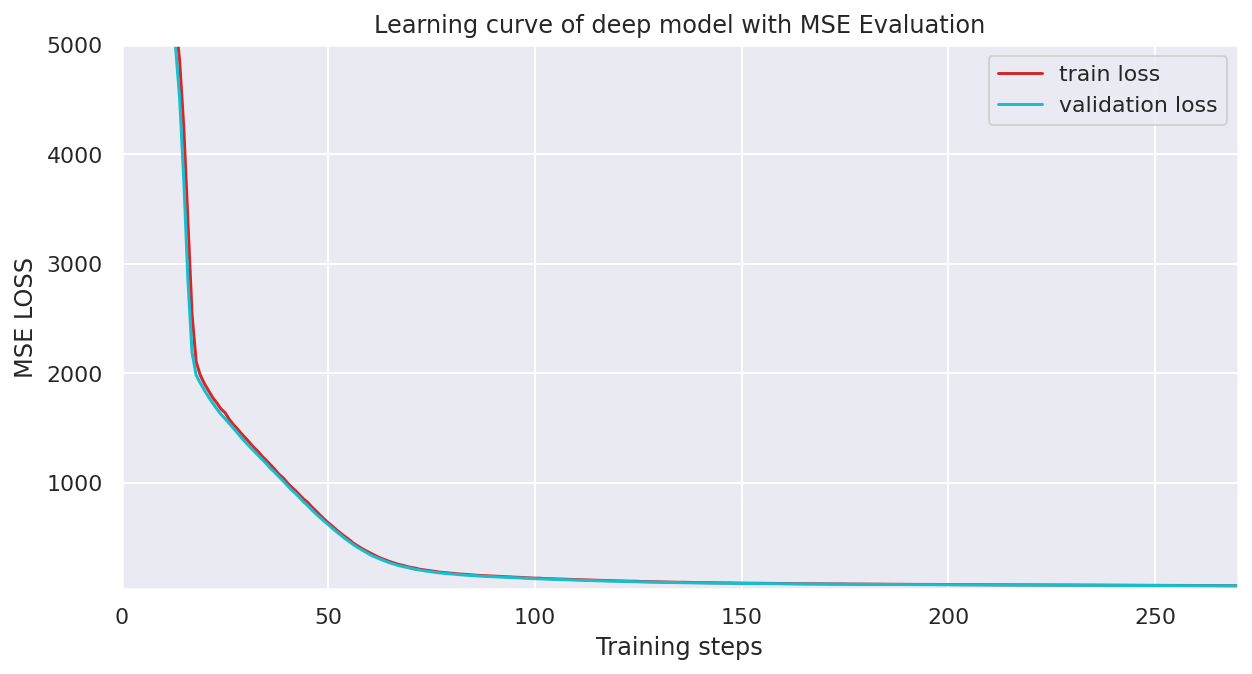 Learning curve of deep model with MSE Evaluation
5000
4000
3000
2000
1000
MSE LOSS
train loss
validation loss
0 50 100 150 200 250
Training steps